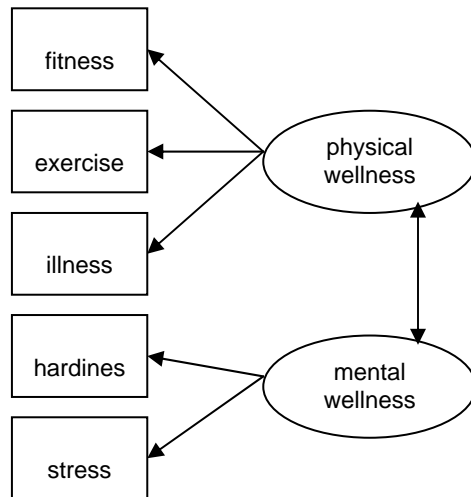 fitness
exercise
illness
hardines
stress
physical
wellness
mental
wellness